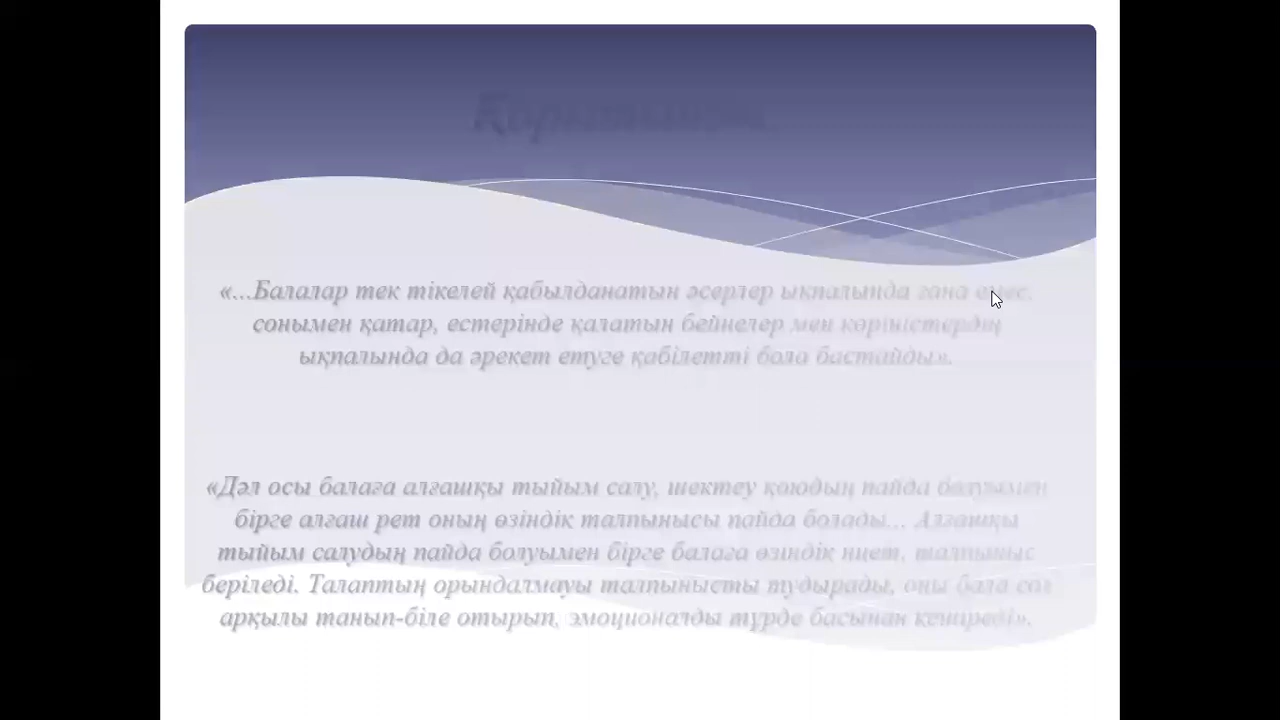 Қорытынды
«...Балалар тек тікелей қабылданатын әсерлер ықпалында ғана емес,
сонымен қатар, естерінде қалатын бейнелер мен көріністердің
ықпалында да әрекет етуге қабілетті бола бастайды».
«Дәл осы балаға алғашқы тыйым салу, шектеу қоюдың пайда болуымен
бірге алғаш рет оның өзіндік талпынысы пайда болады... Алғашқы
тыйым салудың пайда болуымен бірге балаға өзіндік ниет, талпыныс
беріледі. Талаптың орындалмауы талпынысты тудырады, оны бала сол
арқылы танып-біле отырып, эмоционалды түрде басынан кешіреді».